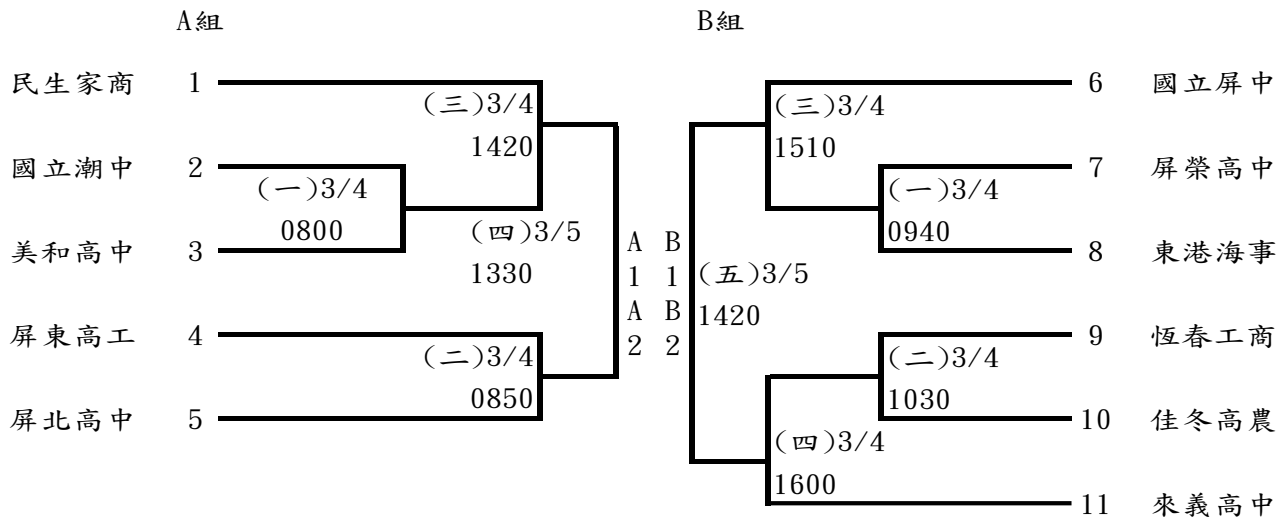 A組
B組
民生家商 1
(三)3/4
1420
國立潮中 2
(一)3/4
0800
美和高中 3
(四)3/5
1330
屏東高工 4
(二)3/4
0850
屏北高中 5
A1A2
B1B2
(五)3/5
1420
6 國立屏中
(三)3/4
1510
7 屏榮高中
(一)3/4
0940
8 東港海事
9 恆春工商
(二)3/4
1030
10 佳冬高農
(四)3/4
1600
11 來義高中